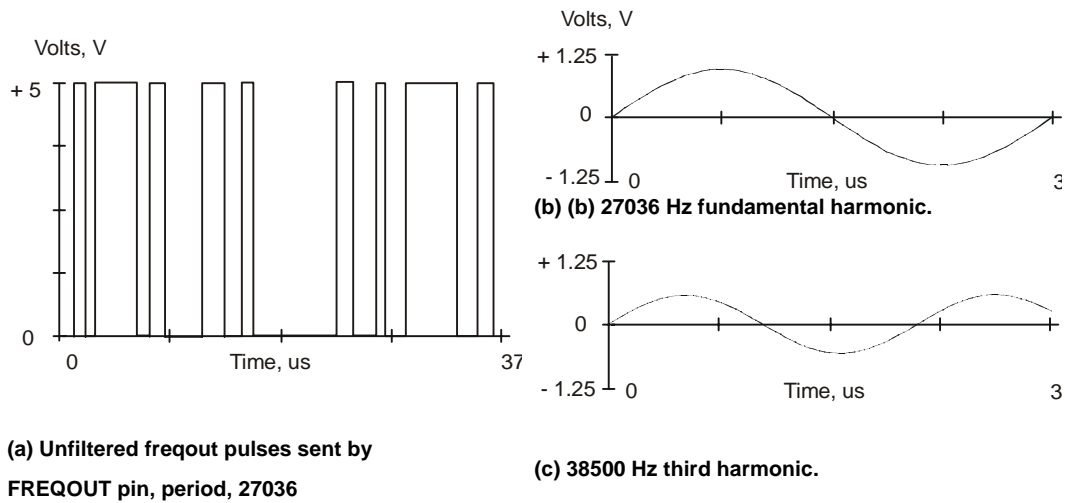 Volts, V
+ 5
0
0
Time, us
37
(a) Unfiltered freqout pulses sent by
FREQOUT pin, period, 27036
Volts, V
+ 1.25
0
- 1.25
0
Time, us
3
(b) (b) 27036 Hz fundamental harmonic.
+ 1.25
0
- 1.25
0
Time, us
3
(c) 38500 Hz third harmonic.